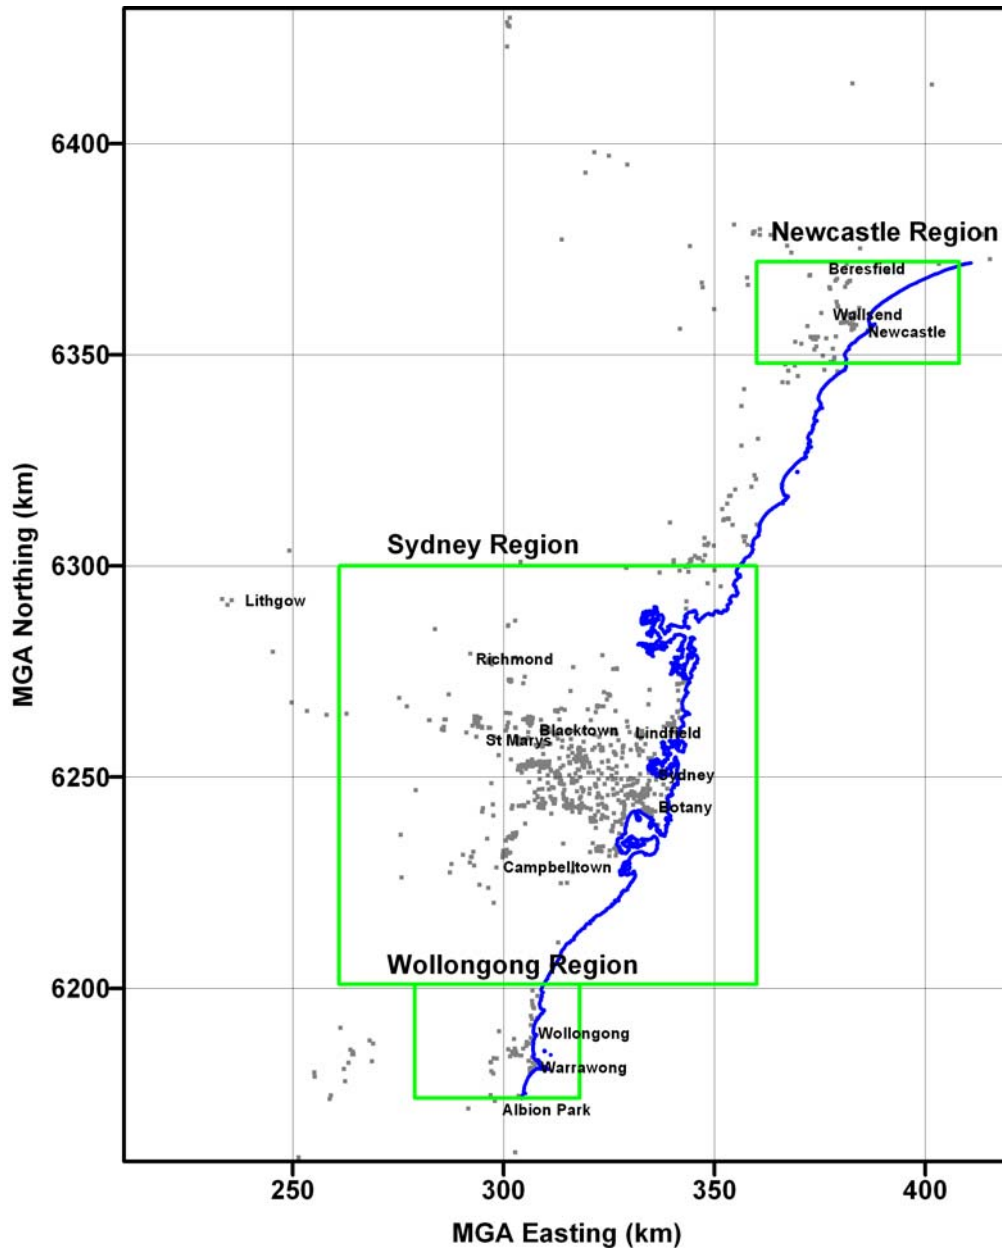 6400
Newcastle Region
Beresfield
Wallsend
Newcastle
6350
MGA Northing (km)
6300
Sydney Region
Lithgow
Richmond
Blacktown
Lindfield
St Marys
Sydney
6250
Botany
Campbelltown
Wollongong Region
6200
Wollongong
Warrawong
Albion Park
250
300
350
400
MGA Easting (km)